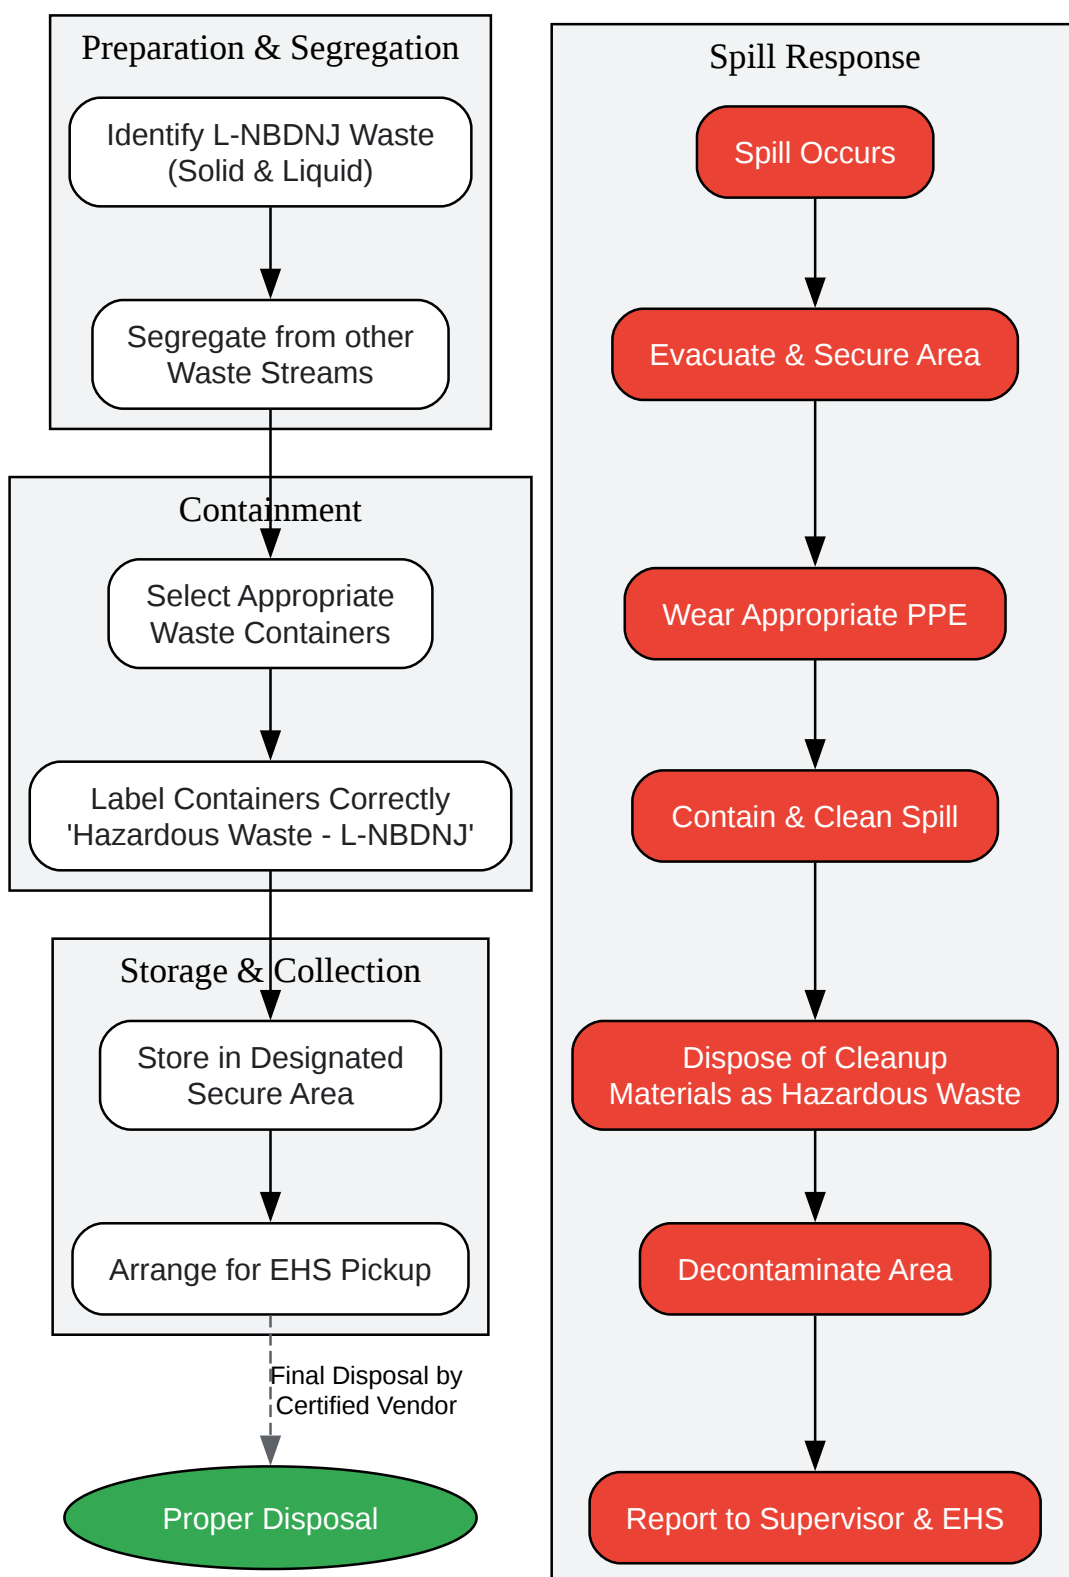 Preparation & Segregation
Identify L-NBDNJ Waste
(Solid & Liquid)
Segregate from other
Waste Streams
Containment
Select Appropriate
Waste Containers
Label Containers Correctly
'Hazardous Waste - L-NBDNJ'
Storage & Collection
Store in Designated
Secure Area
Arrange for EHS Pickup
Final Disposal by
Certified Vendor
Proper Disposal
Spill Response
Spill Occurs
Evacuate & Secure Area
Wear Appropriate PPE
Contain & Clean Spill
Dispose of Cleanup
Materials as Hazardous Waste
Decontaminate Area
Report to Supervisor & EHS